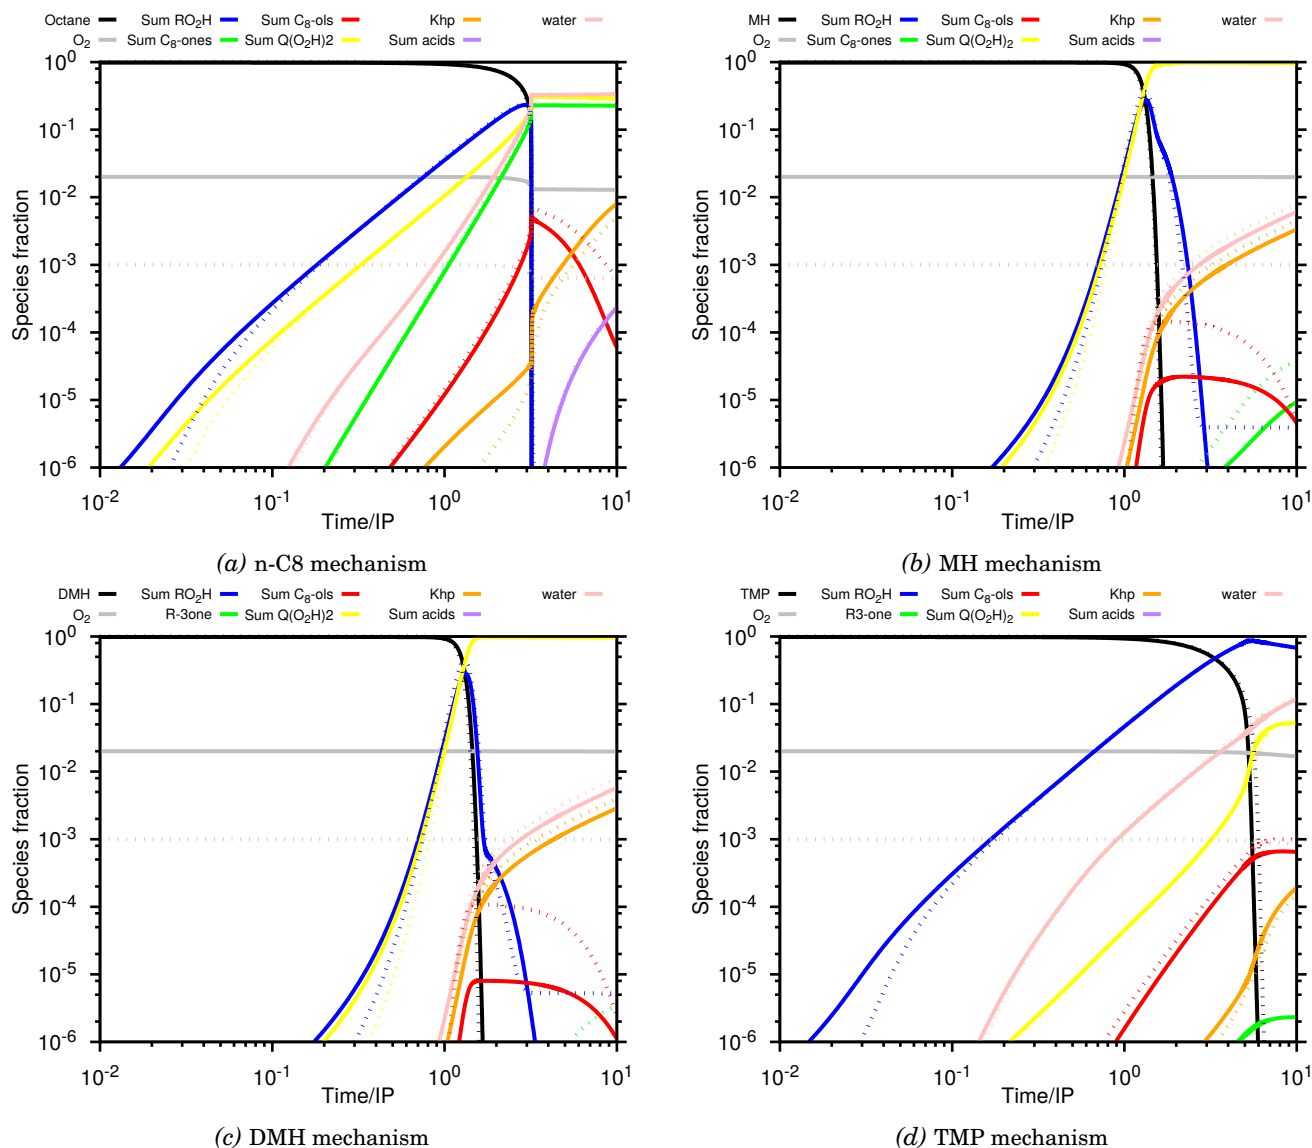 Octane Sum RO2H Sum C8-ols Khp water
O2 Sum C8-ones Sum Q(O2H)2 Sum acids
10^0
10^-1
10^-2
10^-3
10^-4
10^-5
10^-6
Species fraction
10^-2 10^-1 10^0 10^1
Time/IP
(a) n-C8 mechanism
MH Sum RO2H Sum C8-ols Khp water
O2 Sum C8-ones Sum Q(O2H)2 Sum acids
10^0
10^-1
10^-2
10^-3
10^-4
10^-5
10^-6
Species fraction
10^-2 10^-1 10^0 10^1
Time/IP
(b) MH mechanism
DMH Sum RO2H Sum C8-ols Khp water
O2 R-3one Sum Q(O2H)2 Sum acids
10^0
10^-1
10^-2
10^-3
10^-4
10^-5
10^-6
Species fraction
10^-2 10^-1 10^0 10^1
Time/IP
(c) DMH mechanism
TMP Sum RO2H Sum C8-ols Khp water
O2 R3-one Sum Q(O2H)2 Sum acids
10^0
10^-1
10^-2
10^-3
10^-4
10^-5
10^-6
Species fraction
10^-2 10^-1 10^0 10^1
Time/IP
(d) TMP mechanism